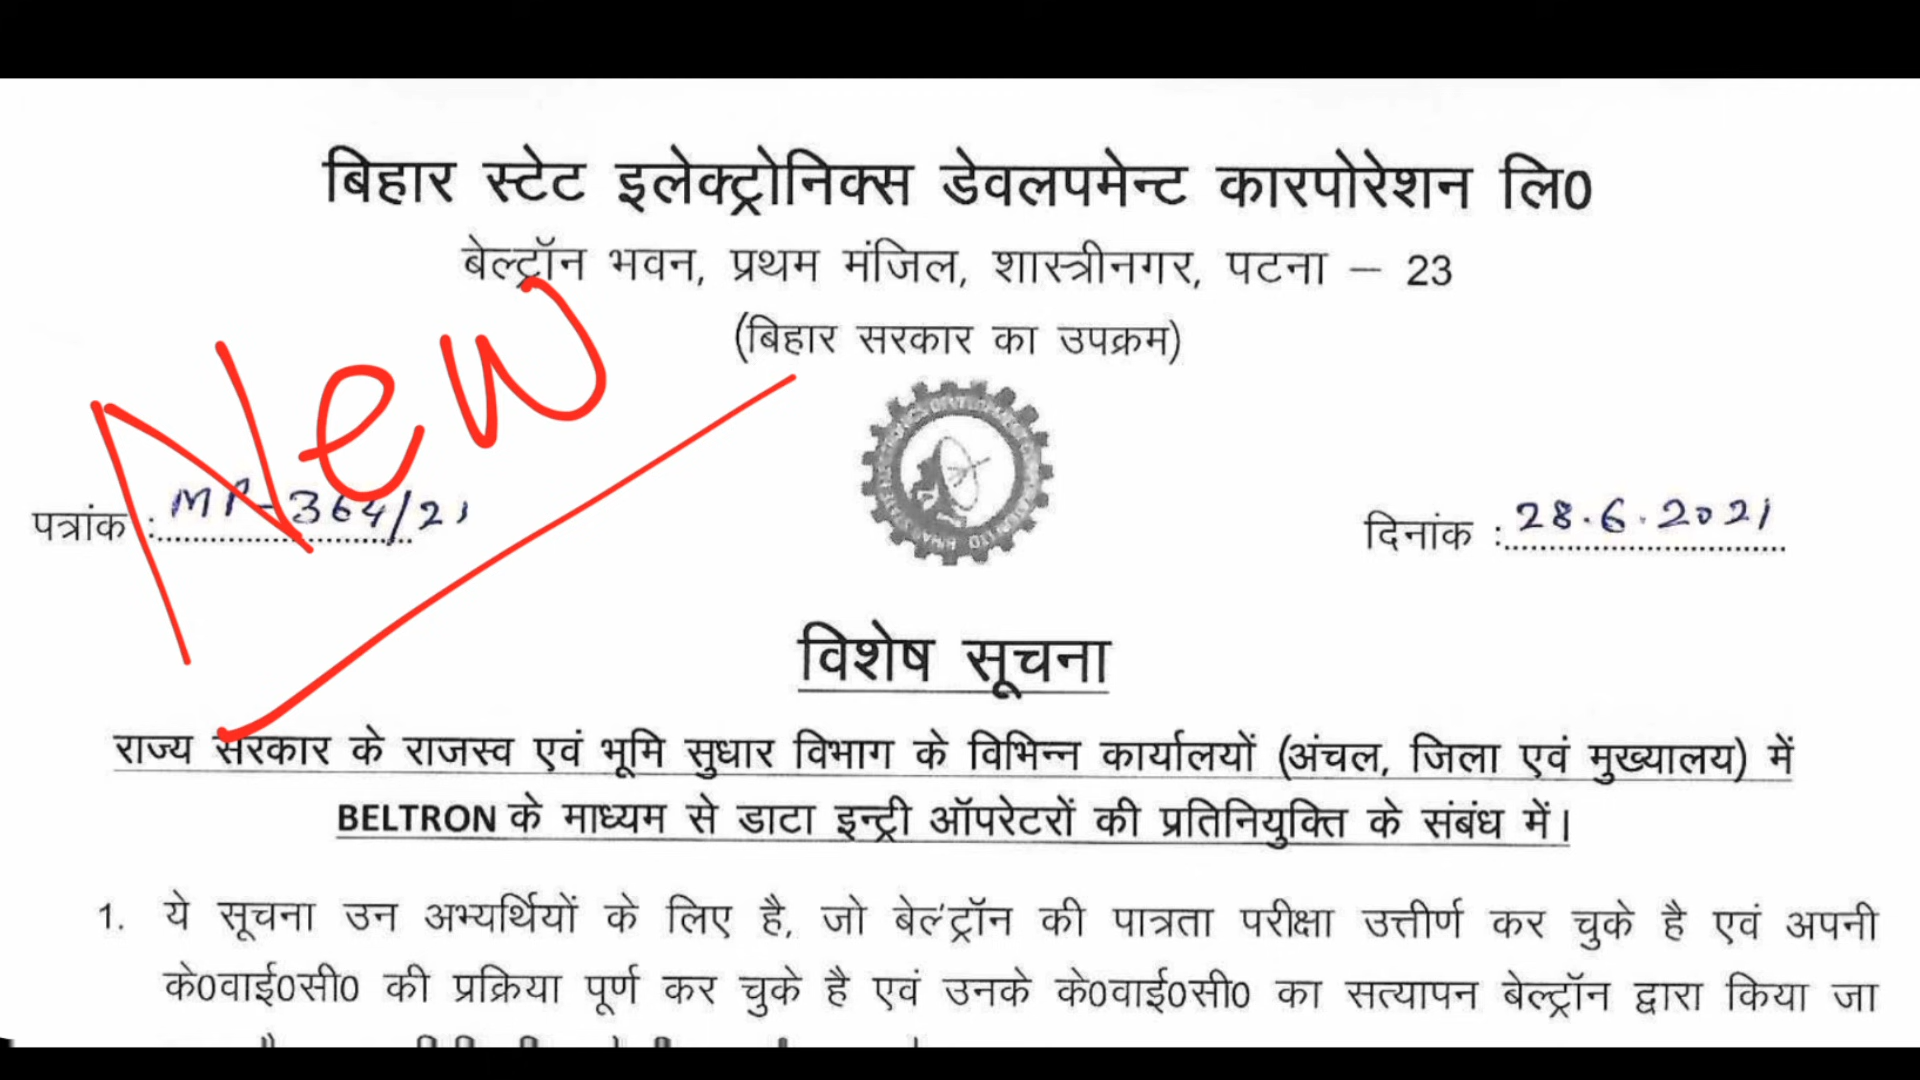 बिहार स्टेट इलेक्ट्रोनिक्स डेवलपमेन्ट कारपोरेशन लि0
बेल्ट्रॉन भवन, प्रथम मंजिल, शास्त्रीनगर, पटना – 23
(बिहार सरकार का उपक्रम)
New
पत्रांक : MP-364/21
दिनांक : 28.6.2021
विशेष सूचना
राज्य सरकार के राजस्व एवं भूमि सुधार विभाग के विभिन्न कार्यालयों (अंचल, जिला एवं मुख्यालय) में
BELTRON के माध्यम से डाटा इन्ट्री ऑपरेटरों की प्रतिनियुक्ति के संबंध में।
1. ये सूचना उन अभ्यर्थियों के लिए है, जो बेल्ट्रॉन की पात्रता परीक्षा उत्तीर्ण कर चुके है एवं अपनी
के0वाई0सी0 की प्रक्रिया पूर्ण कर चुके है एवं उनके के0वाई0सी0 का सत्यापन बेल्ट्रॉन द्वारा किया जा